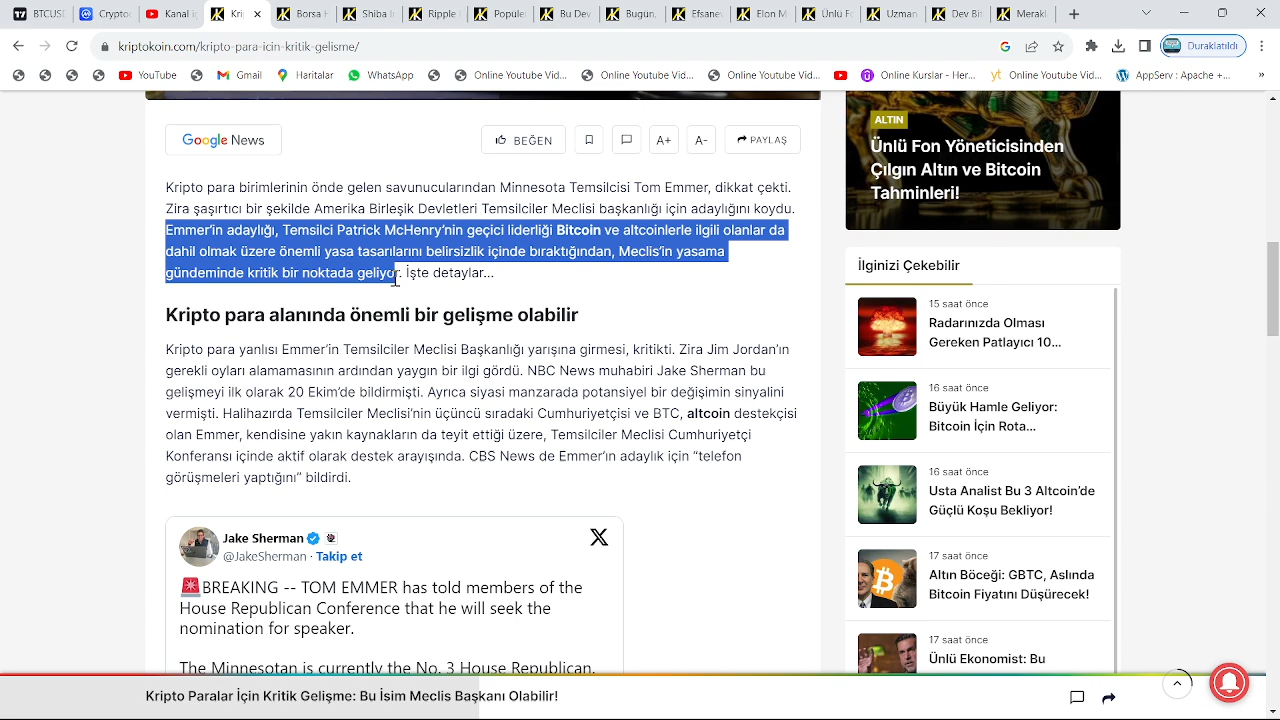 BTCUSD
Crypto
Kanal i
Kri
Borsa H
Shiba İ
Ripple
Popüle
Bu Dev
Bugün
Efsane
Elon M
Ünlü
Uzman
Dev Bit
Merakl
kriptokoin.com/kripto-para-icin-kritik-gelisme/
Duraklatıldı
YouTube
Gmail
Haritalar
WhatsApp
Online Youtube Vid...
Online Youtube Vid...
Online Youtube Vid...
Online Kurslar - Her...
Online Youtube Vid...
AppServ : Apache +...
Google News
BEĞEN
A+
A-
PAYLAŞ
Kripto para birimlerinin önde gelen savunucularından Minnesota Temsilcisi Tom Emmer, dikkat çekti.
Zira şaşırtıcı bir şekilde Amerika Birleşik Devletleri Temsilciler Meclisi başkanlığı için adaylığını koydu.
Emmer’in adaylığı, Temsilci Patrick McHenry’nin geçici liderliği Bitcoin ve altcoinlerle ilgili olanlar da
dahil olmak üzere önemli yasa tasarılarını belirsizlik içinde bıraktığından, Meclis’in yasama
gündeminde kritik bir noktada geliyor. İşte detaylar…
Kripto para alanında önemli bir gelişme olabilir
Kripto para yanlısı Emmer’in Temsilciler Meclisi Başkanlığı yarışına girmesi, kritikti. Zira Jim Jordan’ın
gerekli oyları alamamasının ardından yaygın bir ilgi gördü. NBC News muhabiri Jake Sherman bu
gelişmeyi ilk olarak 20 Ekim’de bildirmişti. Ayrıca siyasi manzarada potansiyel bir değişimin sinyalini
vermişti. Halihazırda Temsilciler Meclisi’nin üçüncü sıradaki Cumhuriyetçisi ve BTC, altcoin destekçisi
olan Emmer, kendisine yakın kaynakların da teyit ettiği üzere, Temsilciler Meclisi Cumhuriyetçi
Konferansı içinde aktif olarak destek arayışında. CBS News de Emmer’ın adaylık için “telefon
görüşmeleri yaptığını” bildirdi.
Jake Sherman
@JakeSherman · Takip et
BREAKING -- TOM EMMER has told members of the
House Republican Conference that he will seek the
nomination for speaker.
The Minnesotan is currently the No. 3 House Republican.
ALTIN
Ünlü Fon Yöneticisinden
Çılgın Altın ve Bitcoin
Tahminleri!
İlginizi Çekebilir
15 saat önce
Radarınızda Olması
Gereken Patlayıcı 10...
16 saat önce
Büyük Hamle Geliyor:
Bitcoin İçin Rota...
16 saat önce
Usta Analist Bu 3 Altcoin’de
Güçlü Koşu Bekliyor!
17 saat önce
Altın Böceği: GBTC, Aslında
Bitcoin Fiyatını Düşürecek!
17 saat önce
Ünlü Ekonomist: Bu
Kripto Paralar İçin Kritik Gelişme: Bu İsim Meclis Başkanı Olabilir!